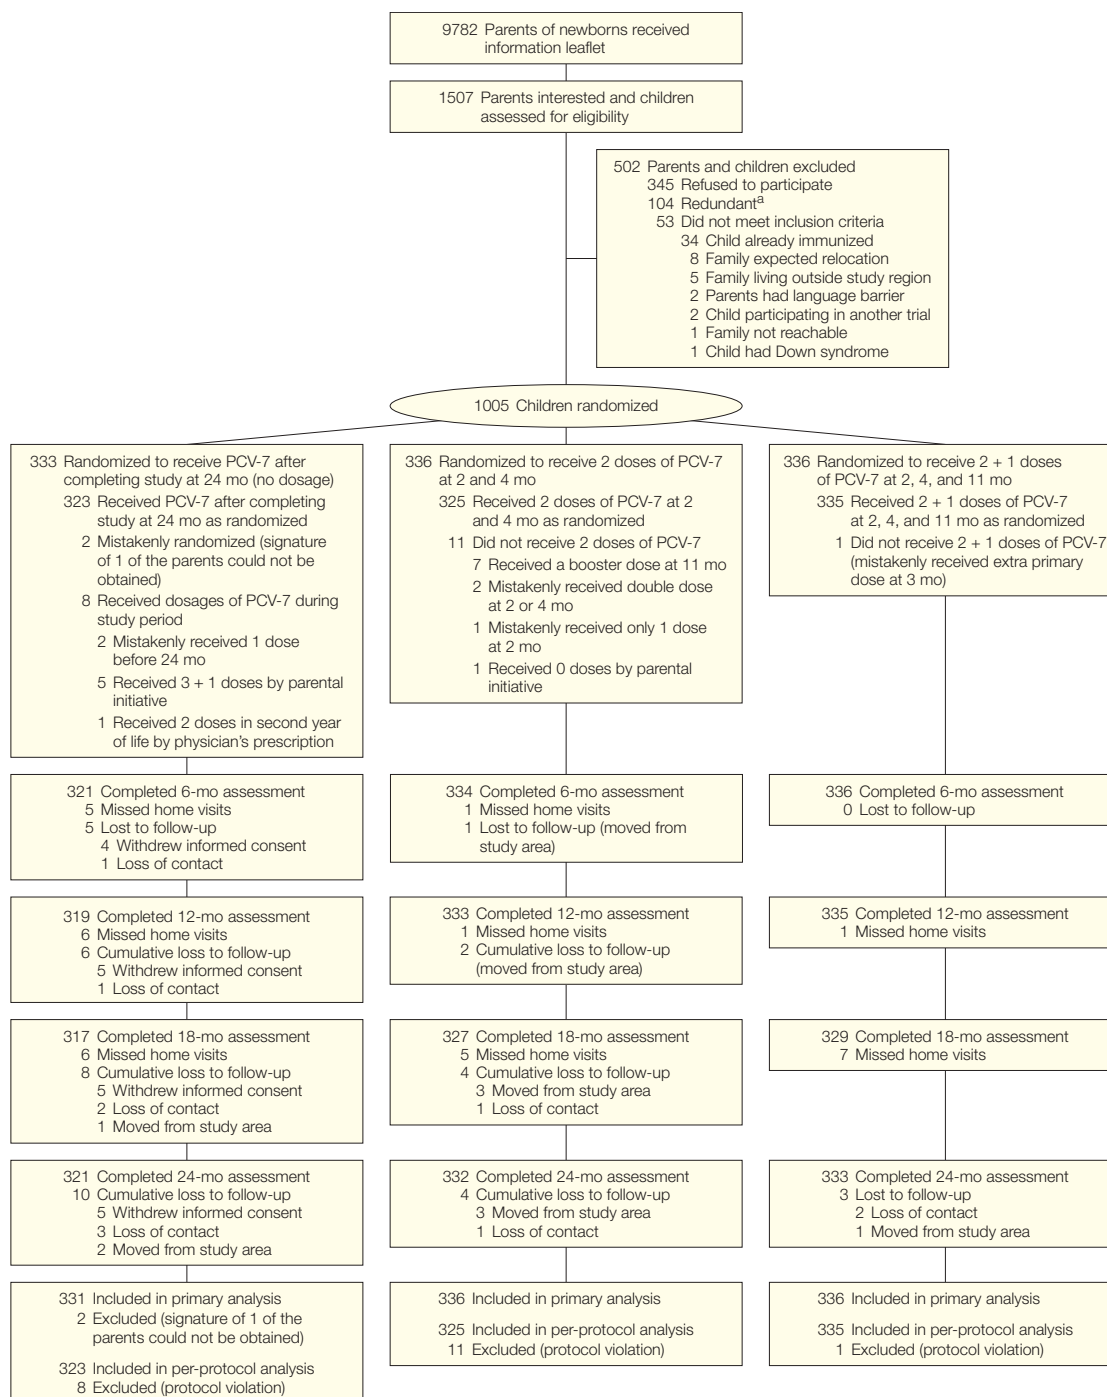 9782 Parents of newborns received
information leaflet
1507 Parents interested and children
assessed for eligibility
502 Parents and children excluded
345 Refused to participate
104 Redundantᵃ
53 Did not meet inclusion criteria
34 Child already immunized
8 Family expected relocation
5 Family living outside study region
2 Parents had language barrier
2 Child participating in another trial
1 Family not reachable
1 Child had Down syndrome
1005 Children randomized
333 Randomized to receive PCV-7 after
completing study at 24 mo (no dosage)
323 Received PCV-7 after completing
study at 24 mo as randomized
2 Mistakenly randomized (signature
of 1 of the parents could not be
obtained)
8 Received dosages of PCV-7 during
study period
2 Mistakenly received 1 dose
before 24 mo
5 Received 3 + 1 doses by parental
initiative
1 Received 2 doses in second year
of life by physician's prescription
336 Randomized to receive 2 doses of PCV-7
at 2 and 4 mo
325 Received 2 doses of PCV-7 at 2
and 4 mo as randomized
11 Did not receive 2 doses of PCV-7
7 Received a booster dose at 11 mo
2 Mistakenly received double dose
at 2 or 4 mo
1 Mistakenly received only 1 dose
at 2 mo
1 Received 0 doses by parental
initiative
336 Randomized to receive 2 + 1 doses
of PCV-7 at 2, 4, and 11 mo
335 Received 2 + 1 doses of PCV-7
at 2, 4, and 11 mo as randomized
1 Did not receive 2 + 1 doses of PCV-7
(mistakenly received extra primary
dose at 3 mo)
321 Completed 6-mo assessment
5 Missed home visits
5 Lost to follow-up
4 Withdrew informed consent
1 Loss of contact
334 Completed 6-mo assessment
1 Missed home visits
1 Lost to follow-up (moved from
study area)
336 Completed 6-mo assessment
0 Lost to follow-up
319 Completed 12-mo assessment
6 Missed home visits
6 Cumulative loss to follow-up
5 Withdrew informed consent
1 Loss of contact
333 Completed 12-mo assessment
1 Missed home visits
2 Cumulative loss to follow-up
(moved from study area)
335 Completed 12-mo assessment
1 Missed home visits
317 Completed 18-mo assessment
6 Missed home visits
8 Cumulative loss to follow-up
5 Withdrew informed consent
2 Loss of contact
1 Moved from study area
327 Completed 18-mo assessment
5 Missed home visits
4 Cumulative loss to follow-up
3 Moved from study area
1 Loss of contact
329 Completed 18-mo assessment
7 Missed home visits
321 Completed 24-mo assessment
10 Cumulative loss to follow-up
5 Withdrew informed consent
3 Loss of contact
2 Moved from study area
332 Completed 24-mo assessment
4 Cumulative loss to follow-up
3 Moved from study area
1 Loss of contact
333 Completed 24-mo assessment
3 Lost to follow-up
2 Loss of contact
1 Moved from study area
331 Included in primary analysis
2 Excluded (signature of 1 of the
parents could not be obtained)
323 Included in per-protocol analysis
8 Excluded (protocol violation)
336 Included in primary analysis
325 Included in per-protocol analysis
11 Excluded (protocol violation)
336 Included in primary analysis
335 Included in per-protocol analysis
1 Excluded (protocol violation)